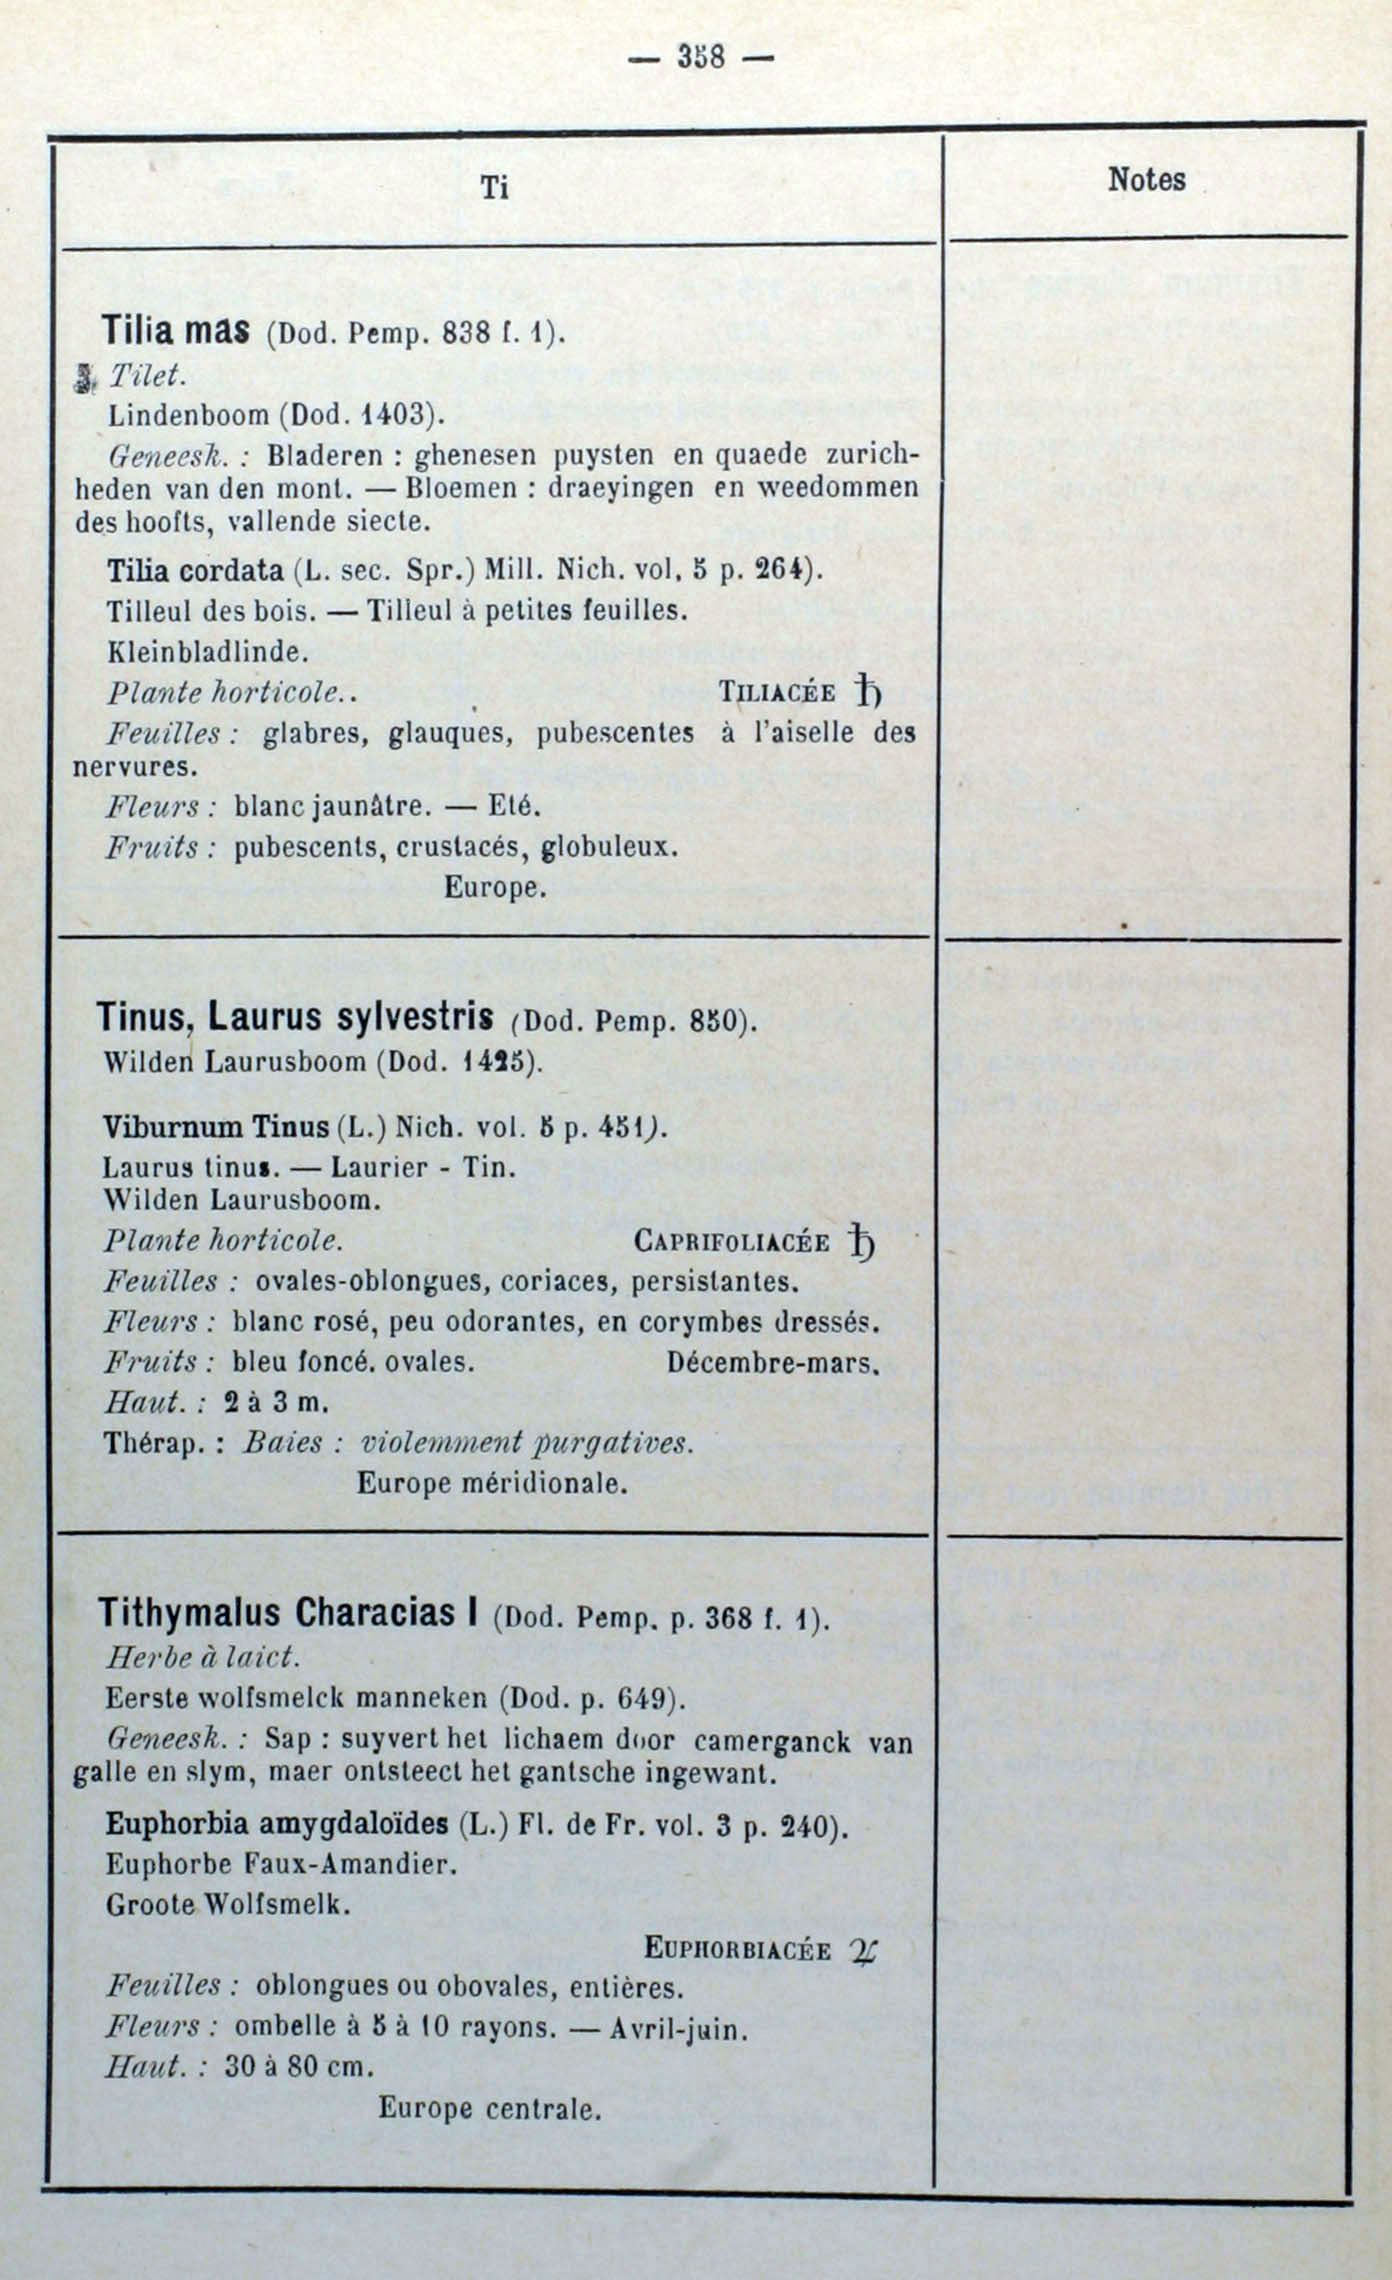 — 358 —
Ti
Notes
Tilia mas (Dod. Pemp. 838 f. 1).
Tilet.
Lindenboom (Dod. 1403).
Geneesk. : Bladeren : ghenesen puysten en quaede zurich-
heden van den mont. — Bloemen : draeyingen en weedommen
des hoofts, vallende siecte.
Tilia cordata (L. sec. Spr.) Mill. Nich. vol, 5 p. 264).
Tilleul des bois. — Tilleul à petites feuilles.
Kleinbladlinde.
Plante horticole.. TILIACÉE ♄
Feuilles : glabres, glauques, pubescentes à l'aiselle des
nervures.
Fleurs : blanc jaunâtre. — Eté.
Fruits : pubescents, crustacés, globuleux.
Europe.
Tinus, Laurus sylvestris (Dod. Pemp. 850).
Wilden Laurusboom (Dod. 1425).
Viburnum Tinus (L.) Nich. vol. 5 p. 451).
Laurus tinus. — Laurier - Tin.
Wilden Laurusboom.
Plante horticole. CAPRIFOLIACÉE ♄
Feuilles : ovales-oblongues, coriaces, persistantes.
Fleurs : blanc rosé, peu odorantes, en corymbes dressés.
Fruits : bleu foncé. ovales. Décembre-mars.
Haut. : 2 à 3 m.
Thérap. : Baies : violemment purgatives.
Europe méridionale.
Tithymalus Characias I (Dod. Pemp. p. 368 f. 1).
Herbe à laict.
Eerste wolfsmelck manneken (Dod. p. 649).
Geneesk. : Sap : suyvert het lichaem door camerganck van
galle en slym, maer ontsteect het gantsche ingewant.
Euphorbia amygdaloïdes (L.) Fl. de Fr. vol. 3 p. 240).
Euphorbe Faux-Amandier.
Groote Wolfsmelk.
EUPHORBIACÉE ♃
Feuilles : oblongues ou obovales, entières.
Fleurs : ombelle à 5 à 10 rayons. — Avril-juin.
Haut. : 30 à 80 cm.
Europe centrale.